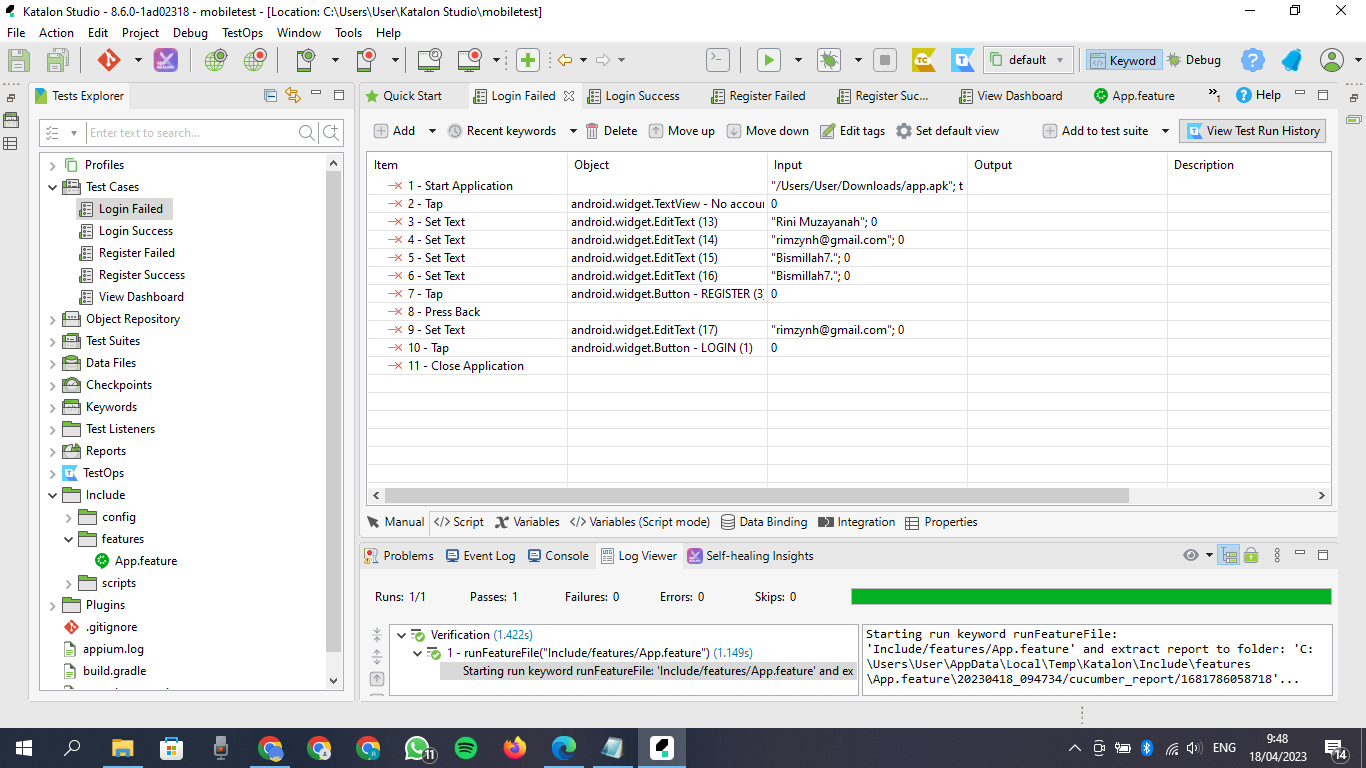 Katalon Studio - 8.6.0-1ad02318 - mobiletest - [Location: C:\Users\User\Katalon Studio\mobiletest]
File Action Edit Project Debug TestOps Window Tools Help
TC T default Keyword Debug
Tests Explorer
Quick Start Login Failed Login Success Register Failed Register Suc... View Dashboard App.feature »1 Help
Enter text to search...
Add Recent keywords Delete Move up Move down Edit tags Set default view Add to test suite View Test Run History
Profiles
Test Cases
Login Failed
Login Success
Register Failed
Register Success
View Dashboard
Object Repository
Test Suites
Data Files
Checkpoints
Keywords
Test Listeners
Reports
TestOps
Include
config
features
App.feature
scripts
Plugins
.gitignore
appium.log
build.gradle
Item Object Input Output Description
1 - Start Application "/Users/User/Downloads/app.apk"; t
2 - Tap android.widget.TextView - No accou 0
3 - Set Text android.widget.EditText (13) "Rini Muzayanah"; 0
4 - Set Text android.widget.EditText (14) "rimzynh@gmail.com"; 0
5 - Set Text android.widget.EditText (15) "Bismillah7."; 0
6 - Set Text android.widget.EditText (16) "Bismillah7."; 0
7 - Tap android.widget.Button - REGISTER (3) 0
8 - Press Back
9 - Set Text android.widget.EditText (17) "rimzynh@gmail.com"; 0
10 - Tap android.widget.Button - LOGIN (1) 0
11 - Close Application
Manual </> Script Variables </> Variables (Script mode) Data Binding Integration Properties
Problems Event Log Console Log Viewer Self-healing Insights
Runs: 1/1 Passes: 1 Failures: 0 Errors: 0 Skips: 0
Verification (1.422s)
1 - runFeatureFile("Include/features/App.feature") (1.149s)
Starting run keyword runFeatureFile: 'Include/features/App.feature' and ex
Starting run keyword runFeatureFile:
'Include/features/App.feature' and extract report to folder: 'C:
\Users\User\AppData\Local\Temp\Katalon\Include\features
\App.feature\20230418_094734/cucumber_report/1681786058718'...
11
ENG
9:48
18/04/2023
14